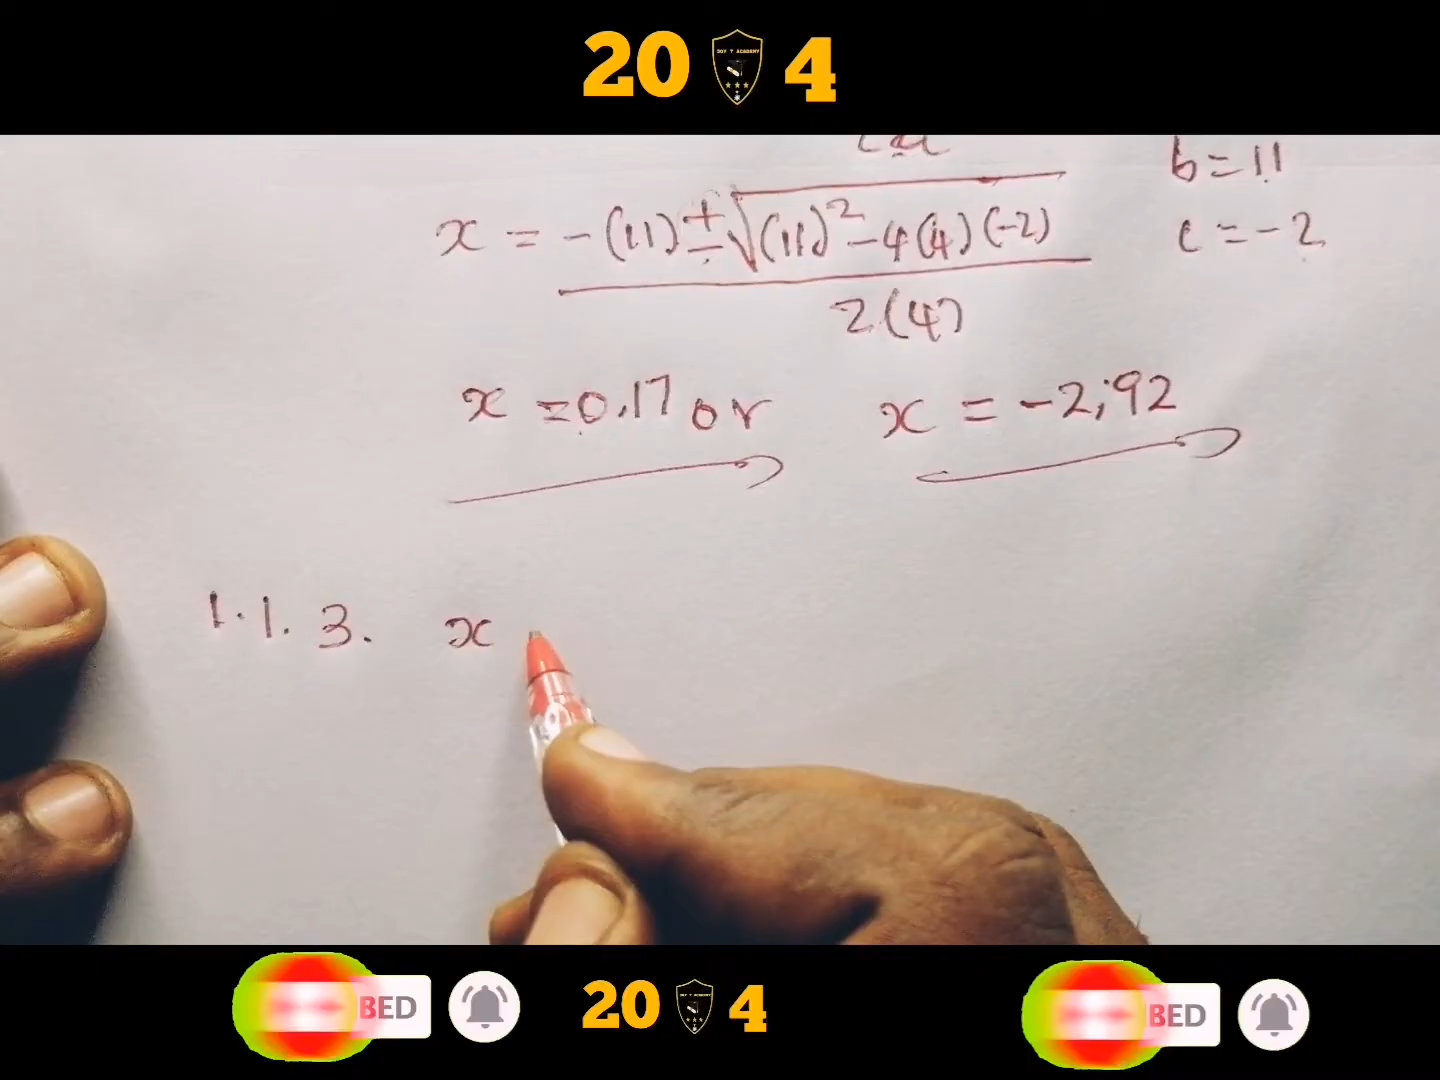 20 4
b = 11
x = -(11) ± √(11)² - 4(4)(-2)
c = -2
2(4)
x = 0,17 or x = -2,92
1.1.3. x
BED 20 4 BED